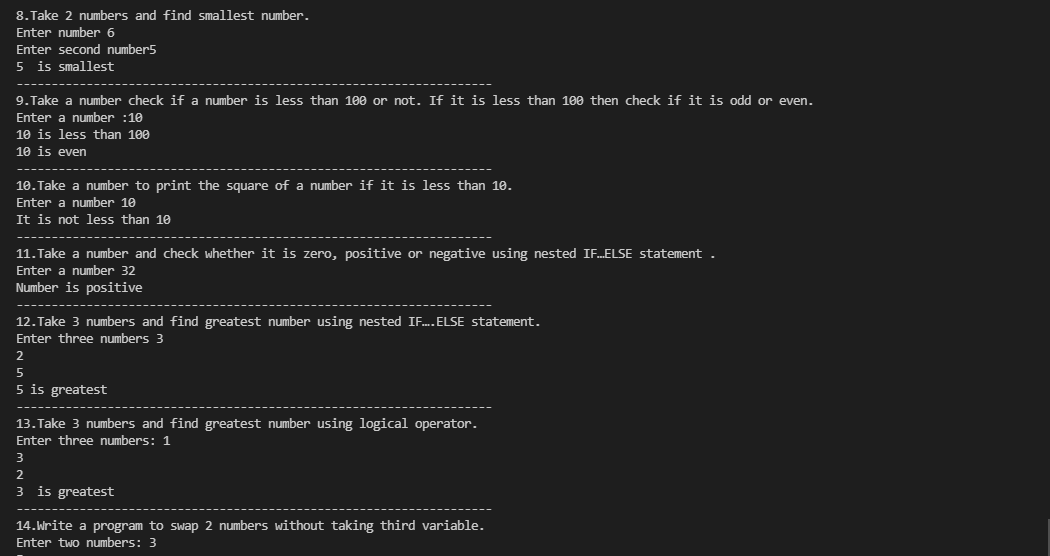 8.Take 2 numbers and find smallest number.
Enter number 6
Enter second number5
5  is smallest
--------------------------------------------------------------------
9.Take a number check if a number is less than 100 or not. If it is less than 100 then check if it is odd or even.
Enter a number :10
10 is less than 100
10 is even
--------------------------------------------------------------------
10.Take a number to print the square of a number if it is less than 10.
Enter a number 10
It is not less than 10
--------------------------------------------------------------------
11.Take a number and check whether it is zero, positive or negative using nested IF…ELSE statement .
Enter a number 32
Number is positive
--------------------------------------------------------------------
12.Take 3 numbers and find greatest number using nested IF….ELSE statement.
Enter three numbers 3
2
5
5 is greatest
--------------------------------------------------------------------
13.Take 3 numbers and find greatest number using logical operator.
Enter three numbers: 1
3
2
3  is greatest
--------------------------------------------------------------------
14.Write a program to swap 2 numbers without taking third variable.
Enter two numbers: 3